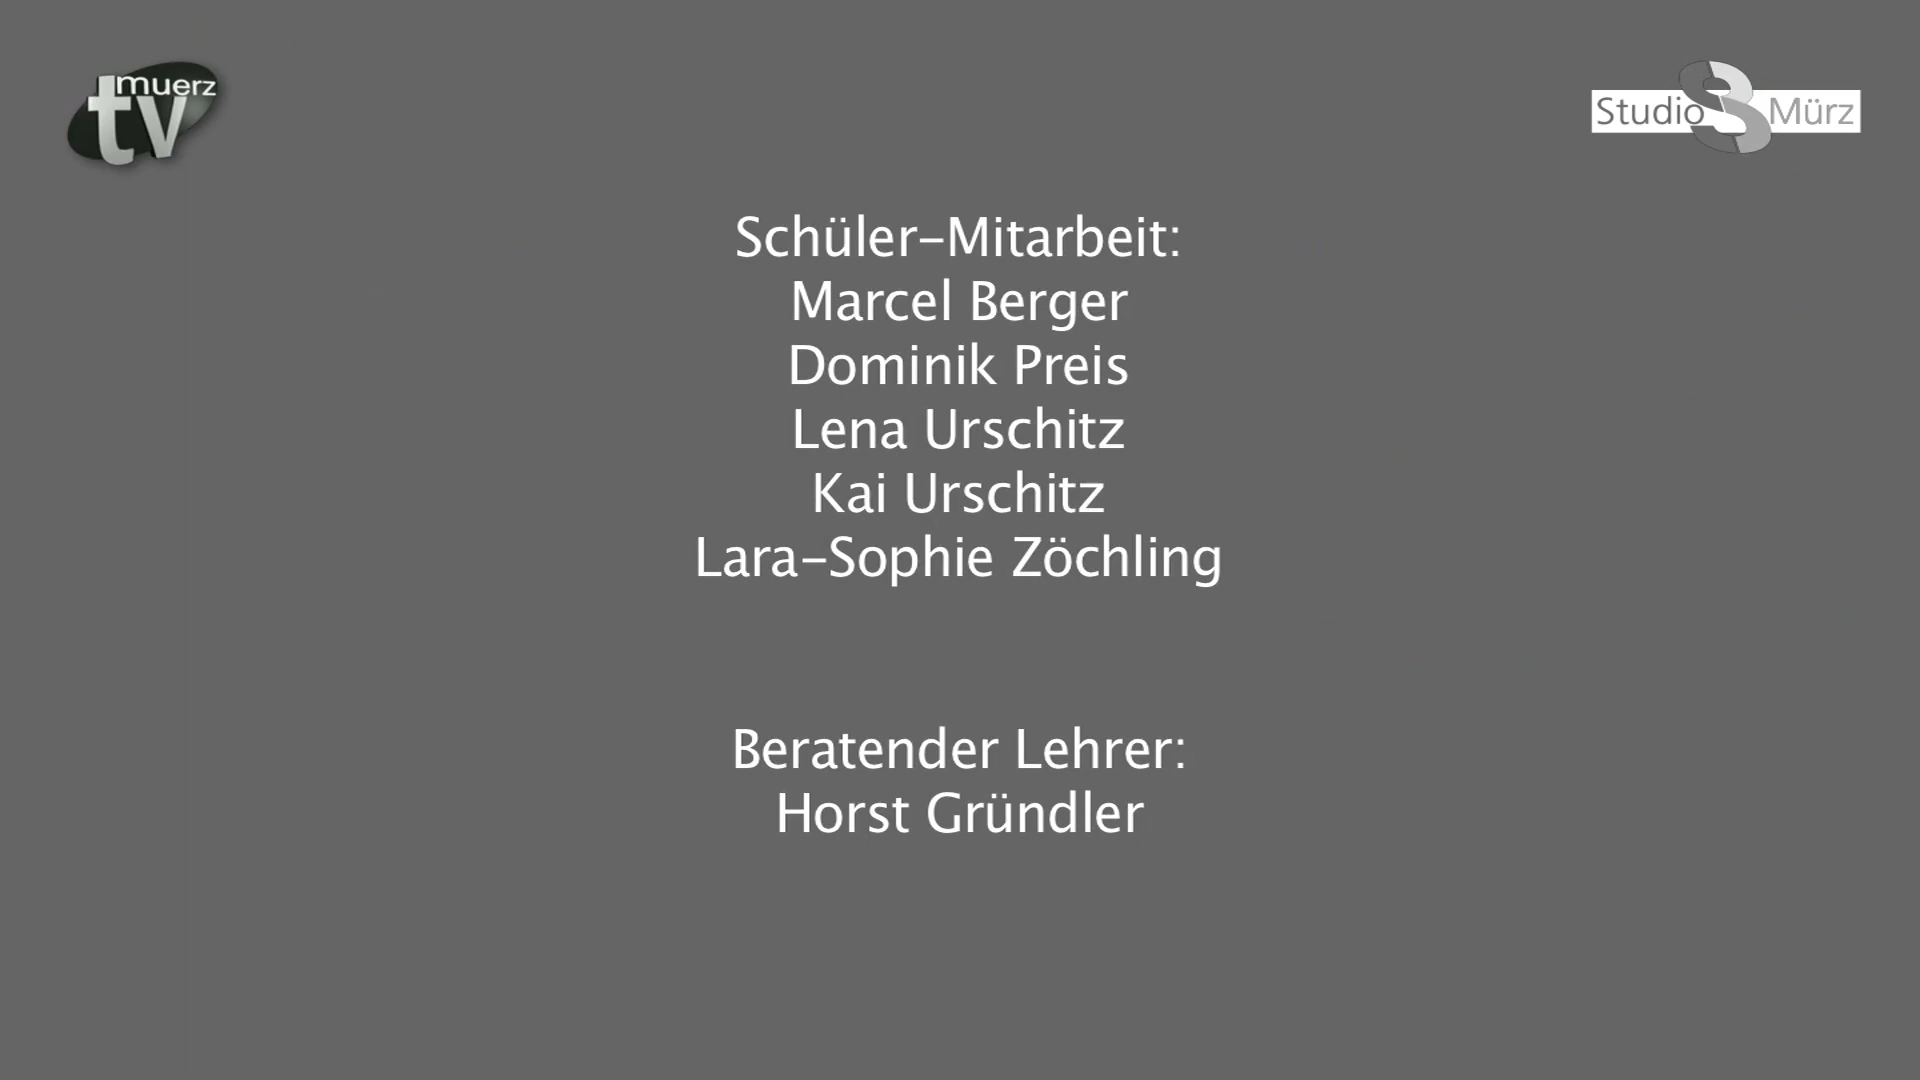 muerz
tv
Studio Mürz
Schüler-Mitarbeit:
Marcel Berger
Dominik Preis
Lena Urschitz
Kai Urschitz
Lara-Sophie Zöchling
Beratender Lehrer:
Horst Gründler